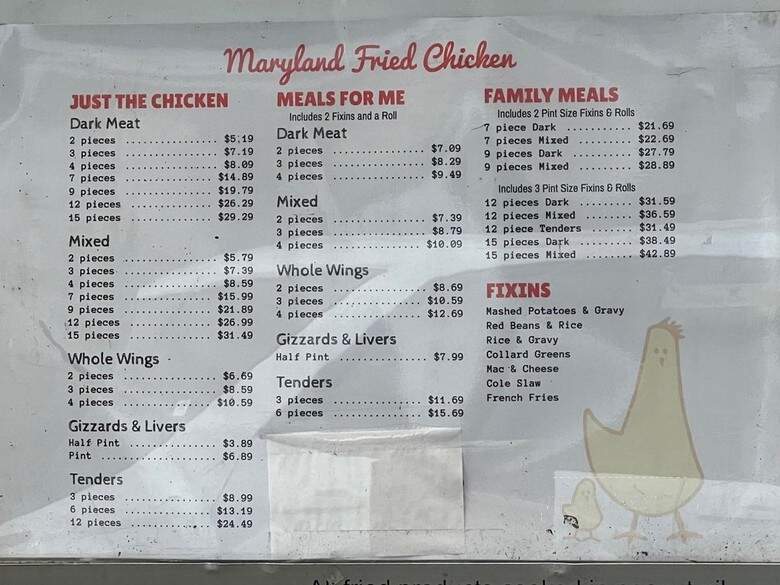 Maryland Fried Chicken
JUST THE CHICKEN
Dark Meat
2 pieces .............. $5.19
3 pieces .............. $7.19
4 pieces .............. $8.09
7 pieces .............. $14.89
9 pieces .............. $19.79
12 pieces ............. $26.29
15 pieces ............. $29.29
Mixed
2 pieces .............. $5.79
3 pieces .............. $7.39
4 pieces .............. $8.59
7 pieces .............. $15.99
9 pieces .............. $21.89
12 pieces ............. $26.99
15 pieces ............. $31.49
Whole Wings
2 pieces .............. $6.69
3 pieces .............. $8.59
4 pieces .............. $10.59
Gizzards & Livers
Half Pint ............. $3.89
Pint .................. $6.89
Tenders
3 pieces .............. $8.99
6 pieces .............. $13.19
12 pieces ............. $24.49
MEALS FOR ME
Includes 2 Fixins and a Roll
Dark Meat
2 pieces .............. $7.09
3 pieces .............. $8.29
4 pieces .............. $9.49
Mixed
2 pieces .............. $7.39
3 pieces .............. $8.79
4 pieces .............. $10.09
Whole Wings
2 pieces .............. $8.69
3 pieces .............. $10.59
4 pieces .............. $12.69
Gizzards & Livers
Half Pint ............. $7.99
Tenders
3 pieces .............. $11.69
6 pieces .............. $15.69
FAMILY MEALS
Includes 2 Pint Size Fixins & Rolls
7 piece Dark .......... $21.69
7 pieces Mixed ........ $22.69
9 pieces Dark ......... $27.79
9 pieces Mixed ........ $28.89
Includes 3 Pint Size Fixins & Rolls
12 pieces Dark ........ $31.59
12 pieces Mixed ....... $36.59
12 piece Tenders ...... $31.49
15 pieces Dark ........ $38.49
15 pieces Mixed ....... $42.89
FIXINS
Mashed Potatoes & Gravy
Red Beans & Rice
Rice & Gravy
Collard Greens
Mac & Cheese
Cole Slaw
French Fries